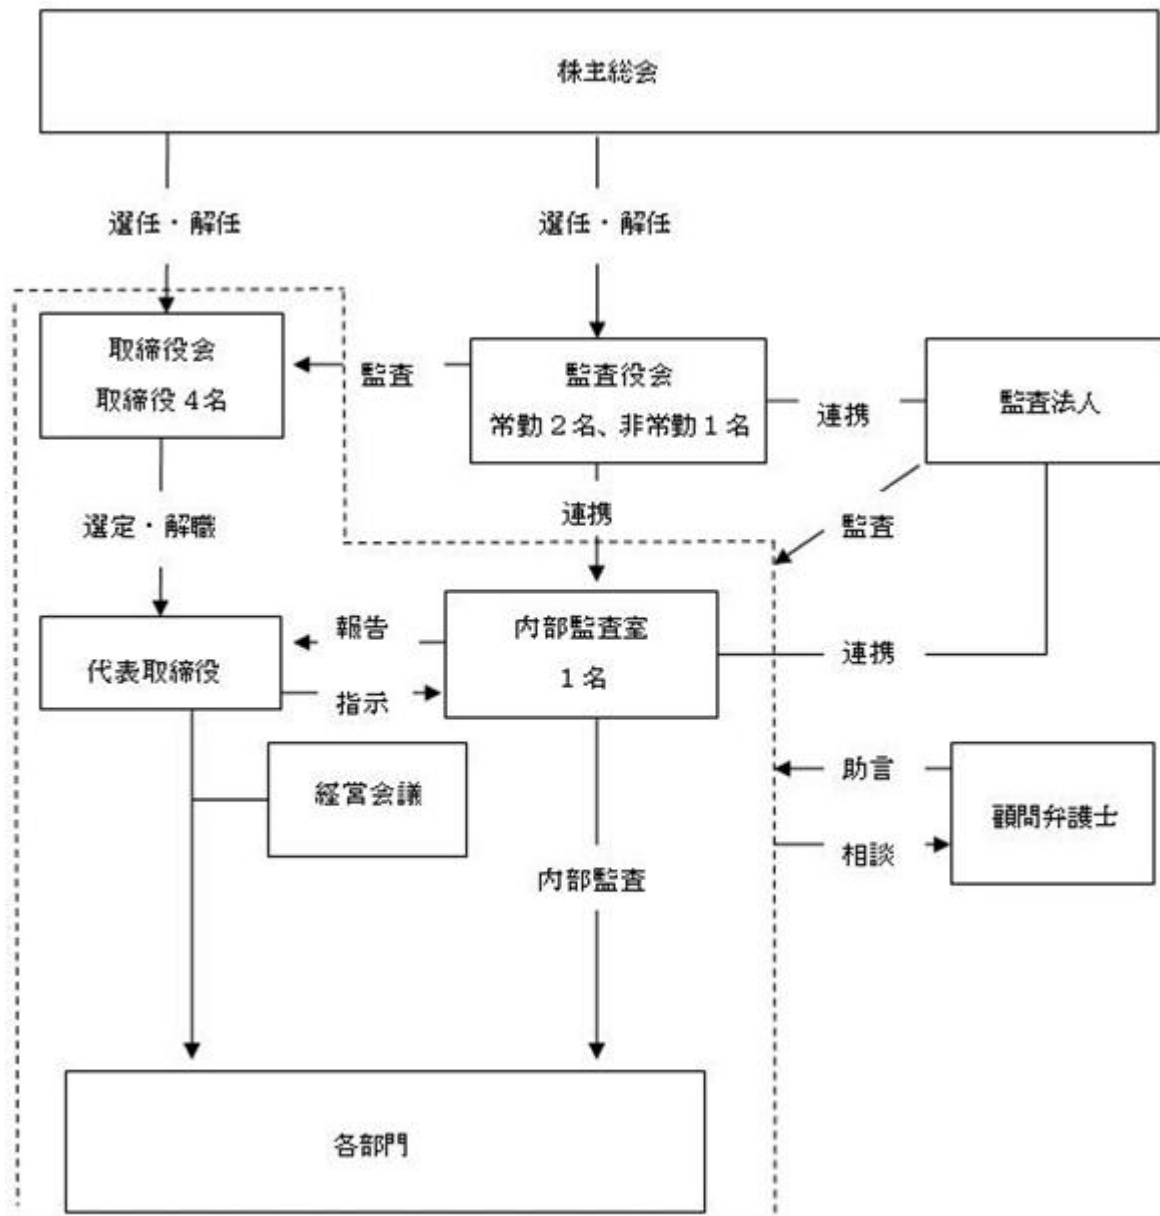 株主総会
選任・解任
選任・解任
取締役会
取締役４名
監査
監査役会
常勤２名、非常勤１名
連携
監査法人
選定・解職
連携
監査
報告
内部監査室
１名
連携
代表取締役
指示
経営会議
助言
顧問弁護士
相談
内部監査
各部門